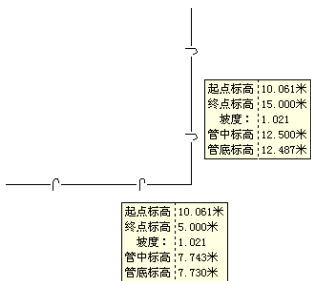 起点标高 10.061米
终点标高 15.000米
坡度： 1.021
管中标高 12.500米
管底标高 12.487米
起点标高 10.061米
终点标高 5.000米
坡度： 1.021
管中标高 7.743米
管底标高 7.730米